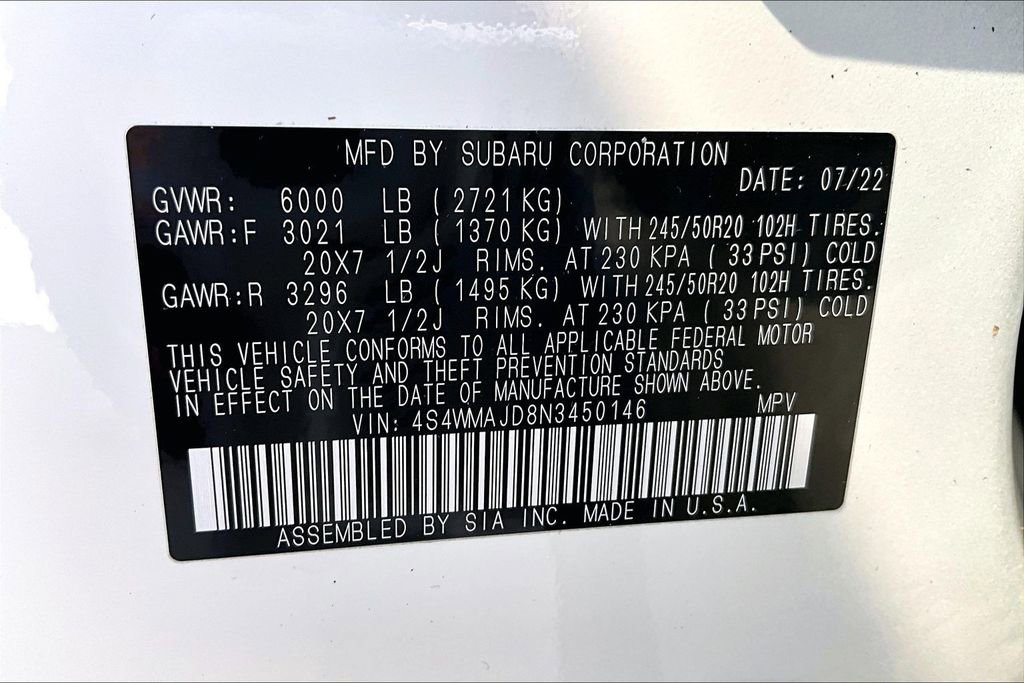 MFD BY SUBARU CORPORATION
DATE: 07/22
GVWR: 6000 LB ( 2721 KG)
GAWR:F 3021 LB ( 1370 KG) WITH 245/50R20 102H TIRES.
20X7 1/2J RIMS. AT 230 KPA ( 33 PSI) COLD
GAWR:R 3296 LB ( 1495 KG) WITH 245/50R20 102H TIRES.
20X7 1/2J RIMS. AT 230 KPA ( 33 PSI) COLD
THIS VEHICLE CONFORMS TO ALL APPLICABLE FEDERAL MOTOR
VEHICLE SAFETY AND THEFT PREVENTION STANDARDS
IN EFFECT ON THE DATE OF MANUFACTURE SHOWN ABOVE.
VIN: 4S4WMAJD8N3450146 MPV
ASSEMBLED BY SIA INC. MADE IN U.S.A.